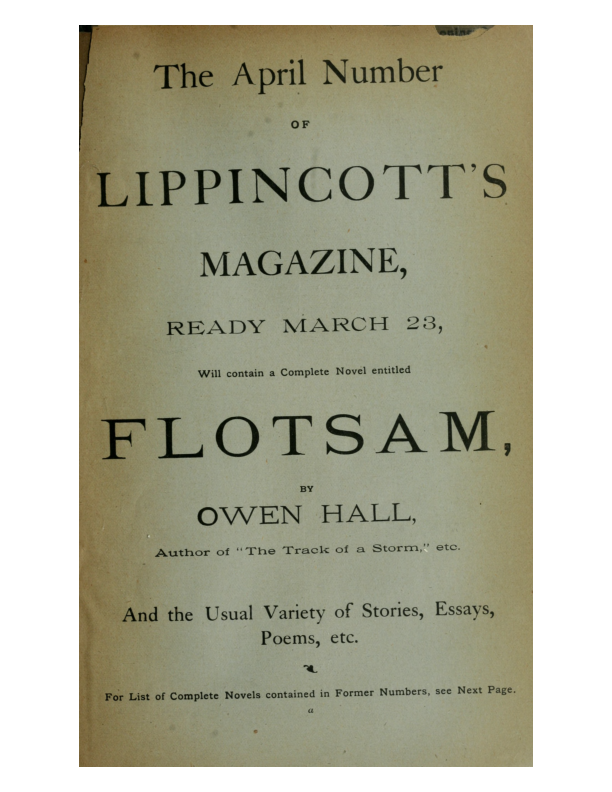 The April Number
OF
LIPPINCOTT'S
MAGAZINE,
READY MARCH 23,
Will contain a Complete Novel entitled
FLOTSAM,
BY
OWEN HALL,
Author of "The Track of a Storm," etc.
And the Usual Variety of Stories, Essays,
Poems, etc.
For List of Complete Novels contained in Former Numbers, see Next Page.
a